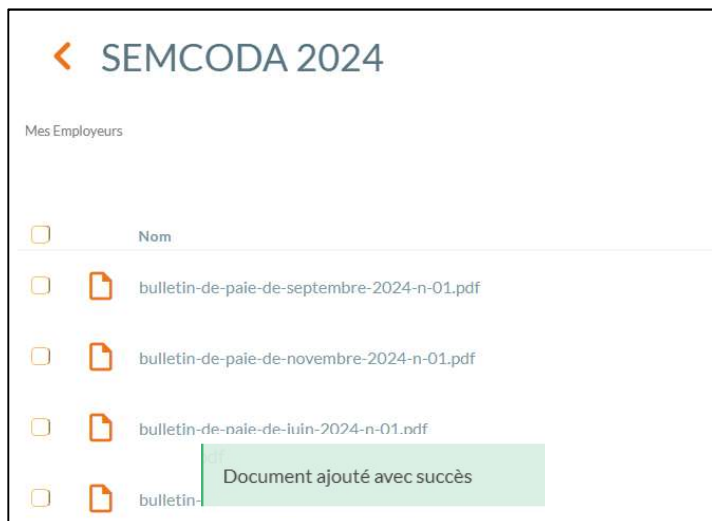 SEMCODA 2024
Mes Employeurs
Nom
bulletin-de-paie-de-septembre-2024-n-01.pdf
bulletin-de-paie-de-novembre-2024-n-01.pdf
bulletin-de-paie-de-juin-2024-n-01.pdf
Document ajouté avec succès
bulletin-